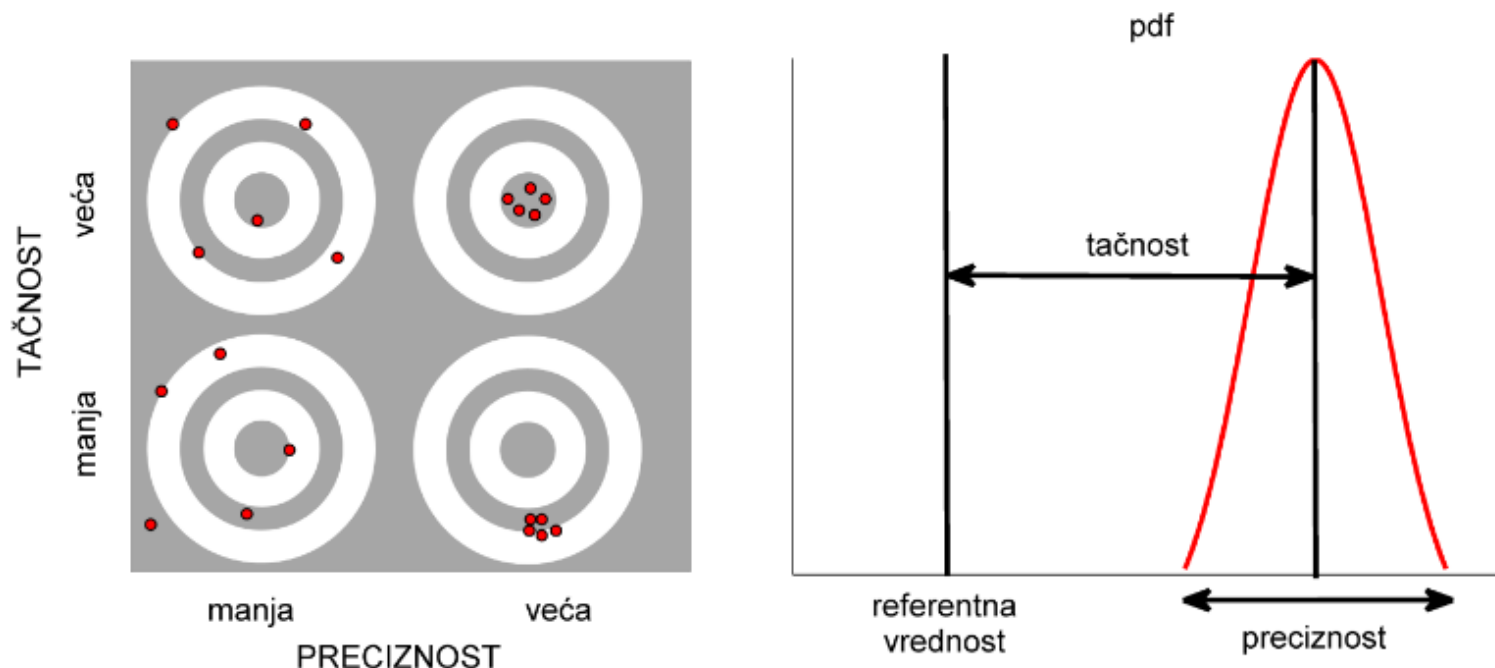 TAČNOST
veća
manja
manja
veća
PRECIZNOST
pdf
tačnost
referentna
vrednost
preciznost